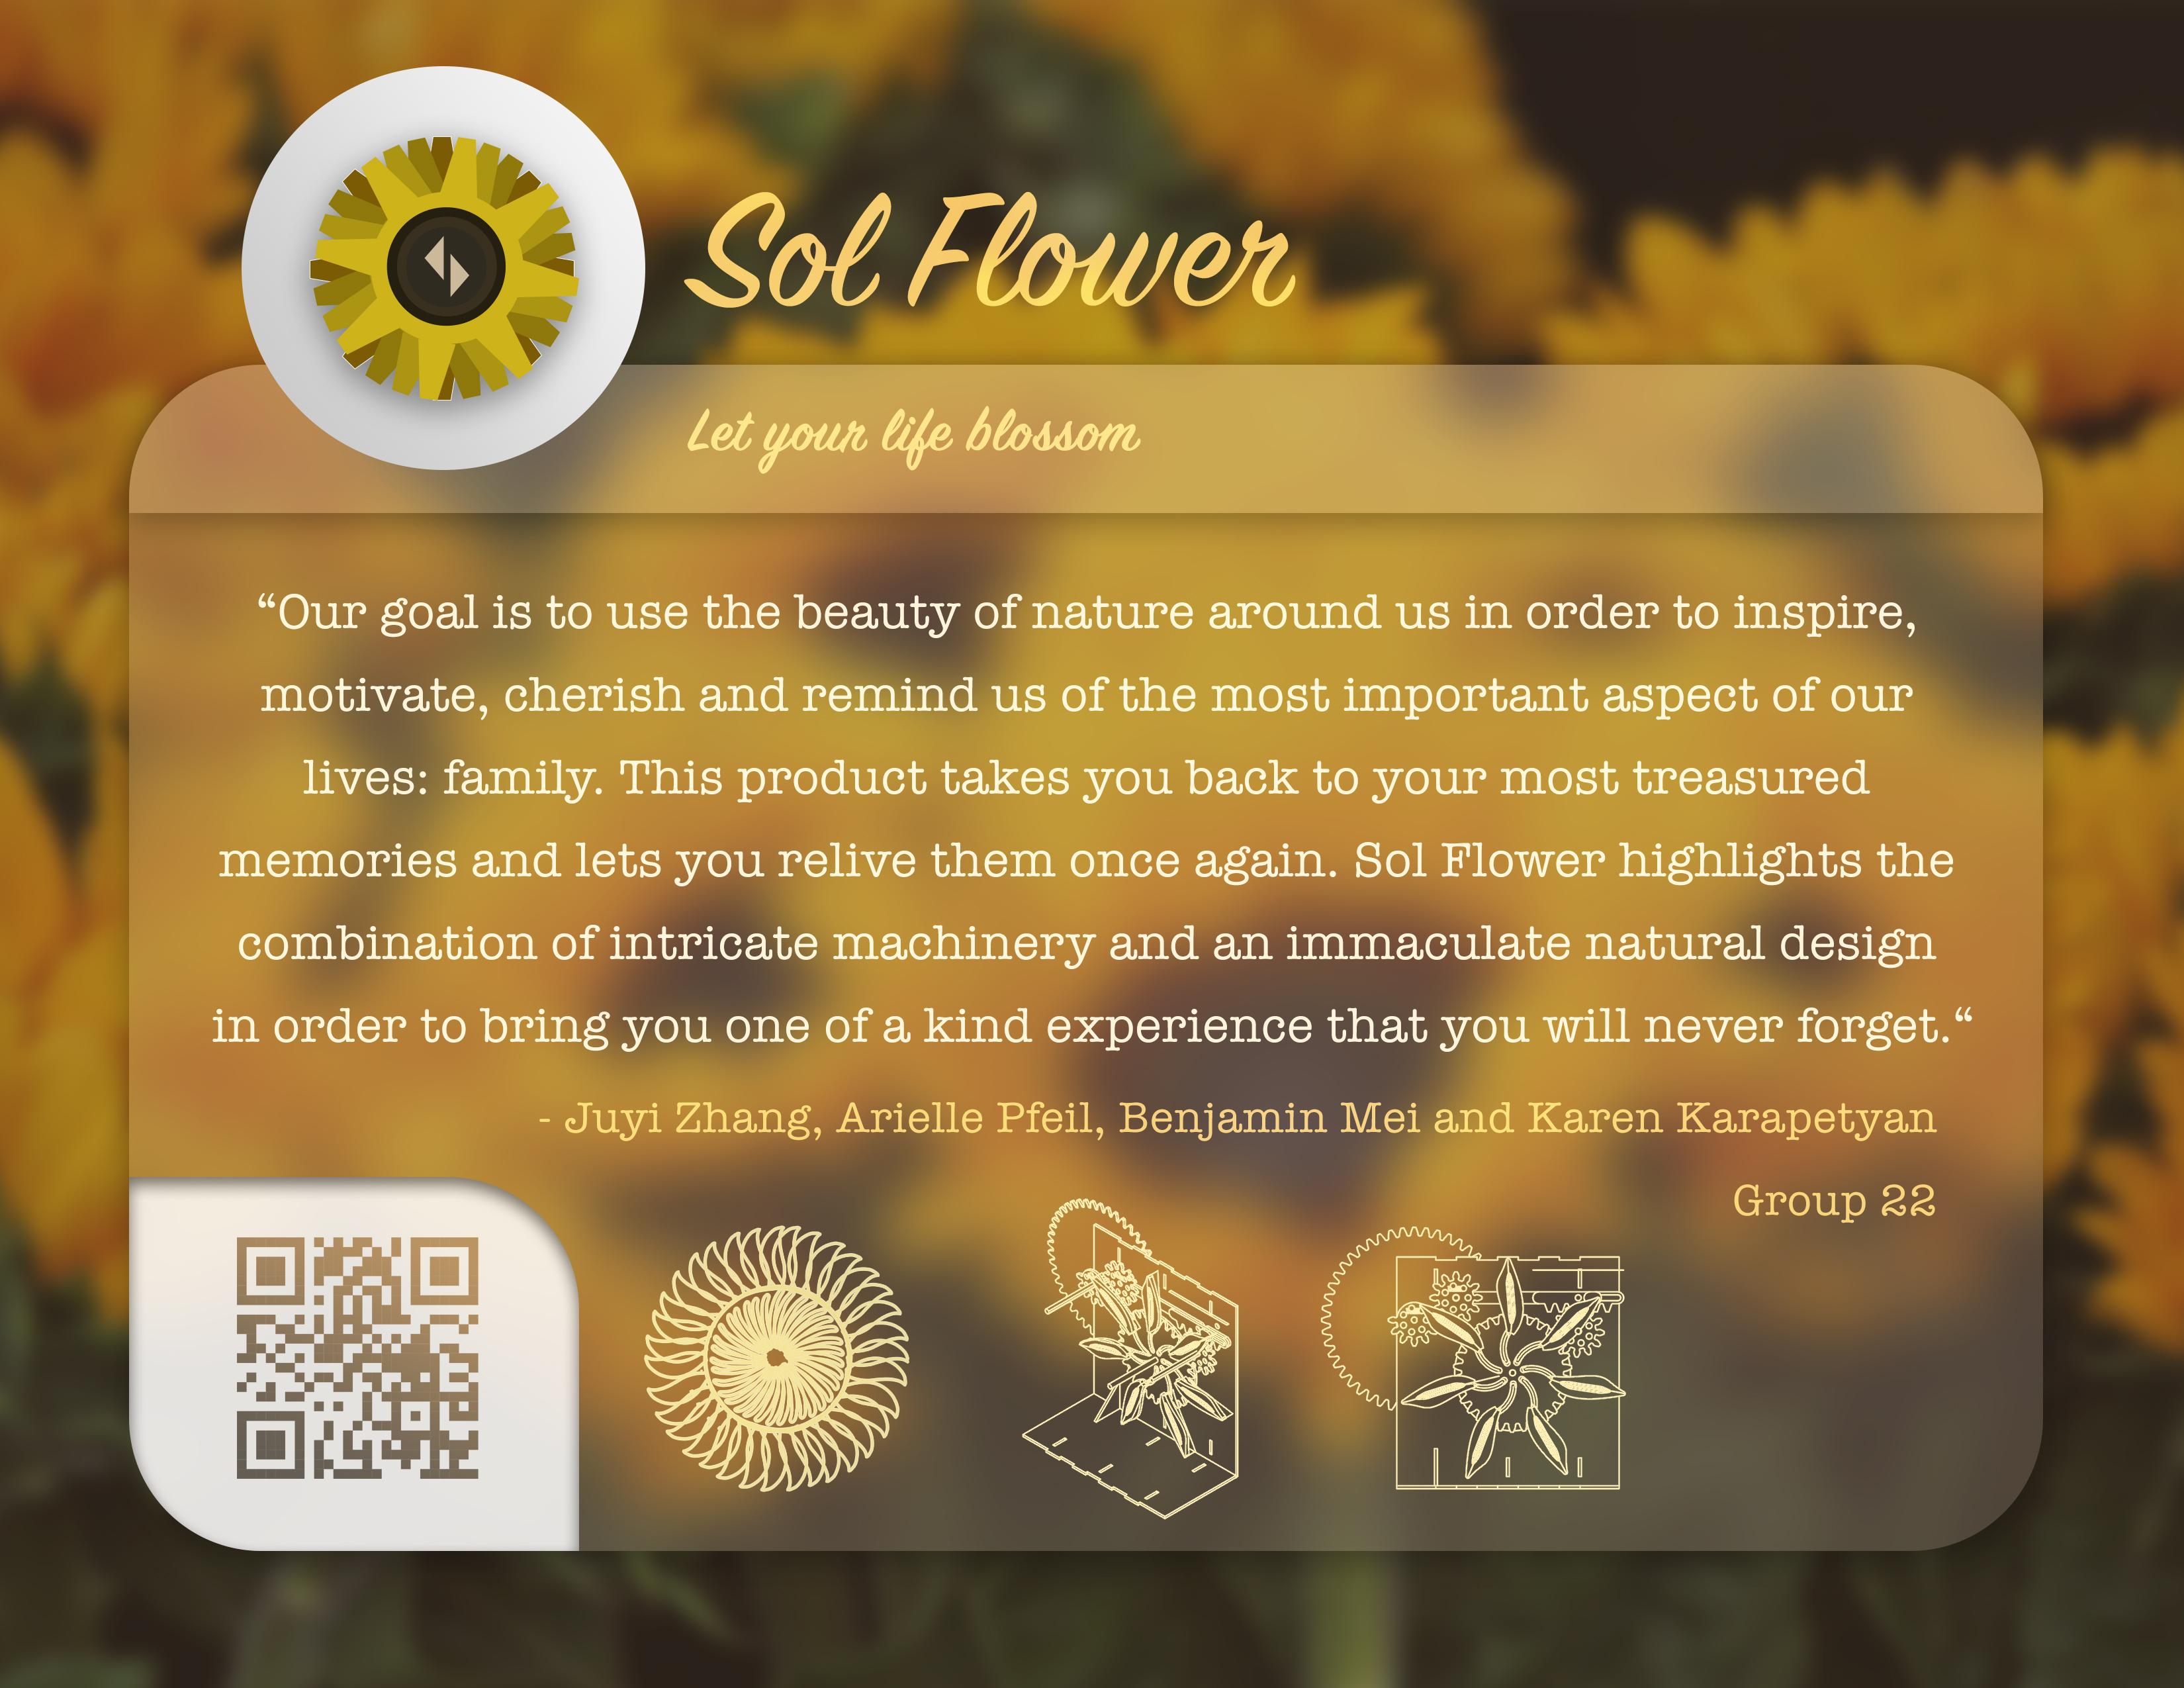 Sol Flower
Let your life blossom
“Our goal is to use the beauty of nature around us in order to inspire,
motivate, cherish and remind us of the most important aspect of our
lives: family. This product takes you back to your most treasured
memories and lets you relive them once again. Sol Flower highlights the
combination of intricate machinery and an immaculate natural design
in order to bring you one of a kind experience that you will never forget.“
- Juyi Zhang, Arielle Pfeil, Benjamin Mei and Karen Karapetyan
Group 22